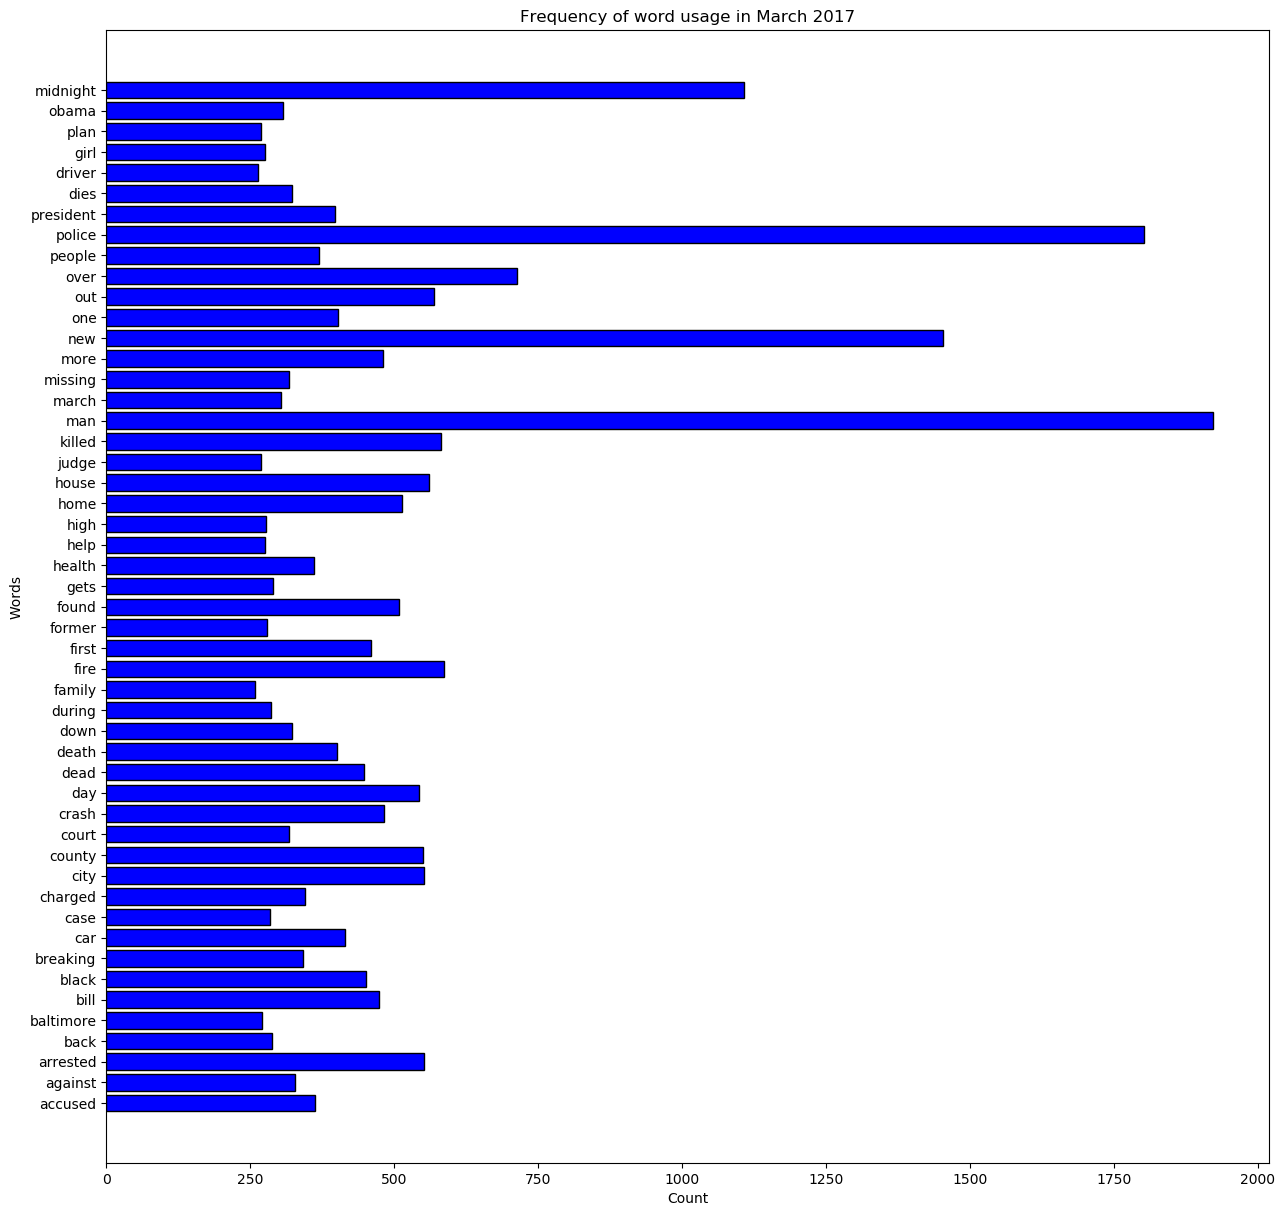 Frequency of word usage in March 2017
midnight
obama
plan
girl
driver
dies
president
police
people
over
out
one
new
more
missing
march
man
killed
judge
house
home
high
help
health
gets
found
former
first
fire
family
during
down
death
dead
day
crash
court
county
city
charged
case
car
breaking
black
bill
baltimore
back
arrested
against
accused
Words
0 250 500 750 1000 1250 1500 1750 2000
Count